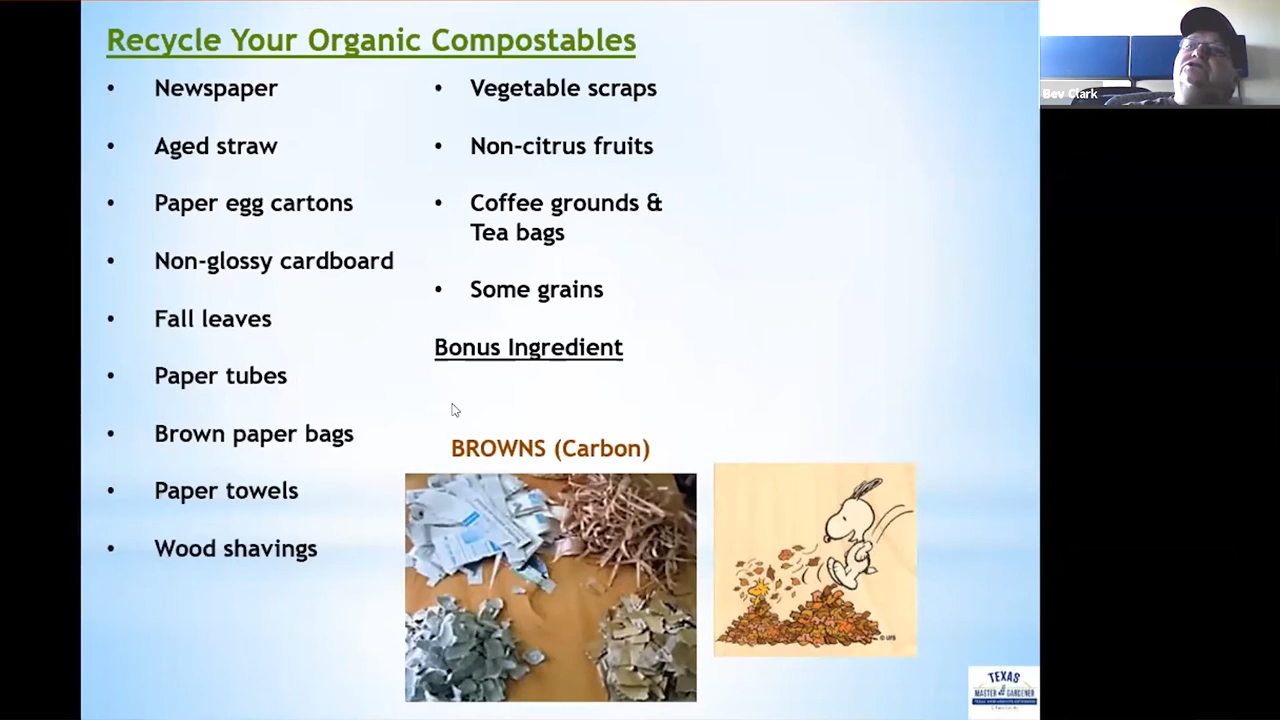 Recycle Your Organic Compostables
• Newspaper
• Aged straw
• Paper egg cartons
• Non-glossy cardboard
• Fall leaves
• Paper tubes
• Brown paper bags
• Paper towels
• Wood shavings
• Vegetable scraps
• Non-citrus fruits
• Coffee grounds &
Tea bags
• Some grains
Bonus Ingredient
BROWNS (Carbon)
Bev Clark
TEXAS
MASTER GARDENER